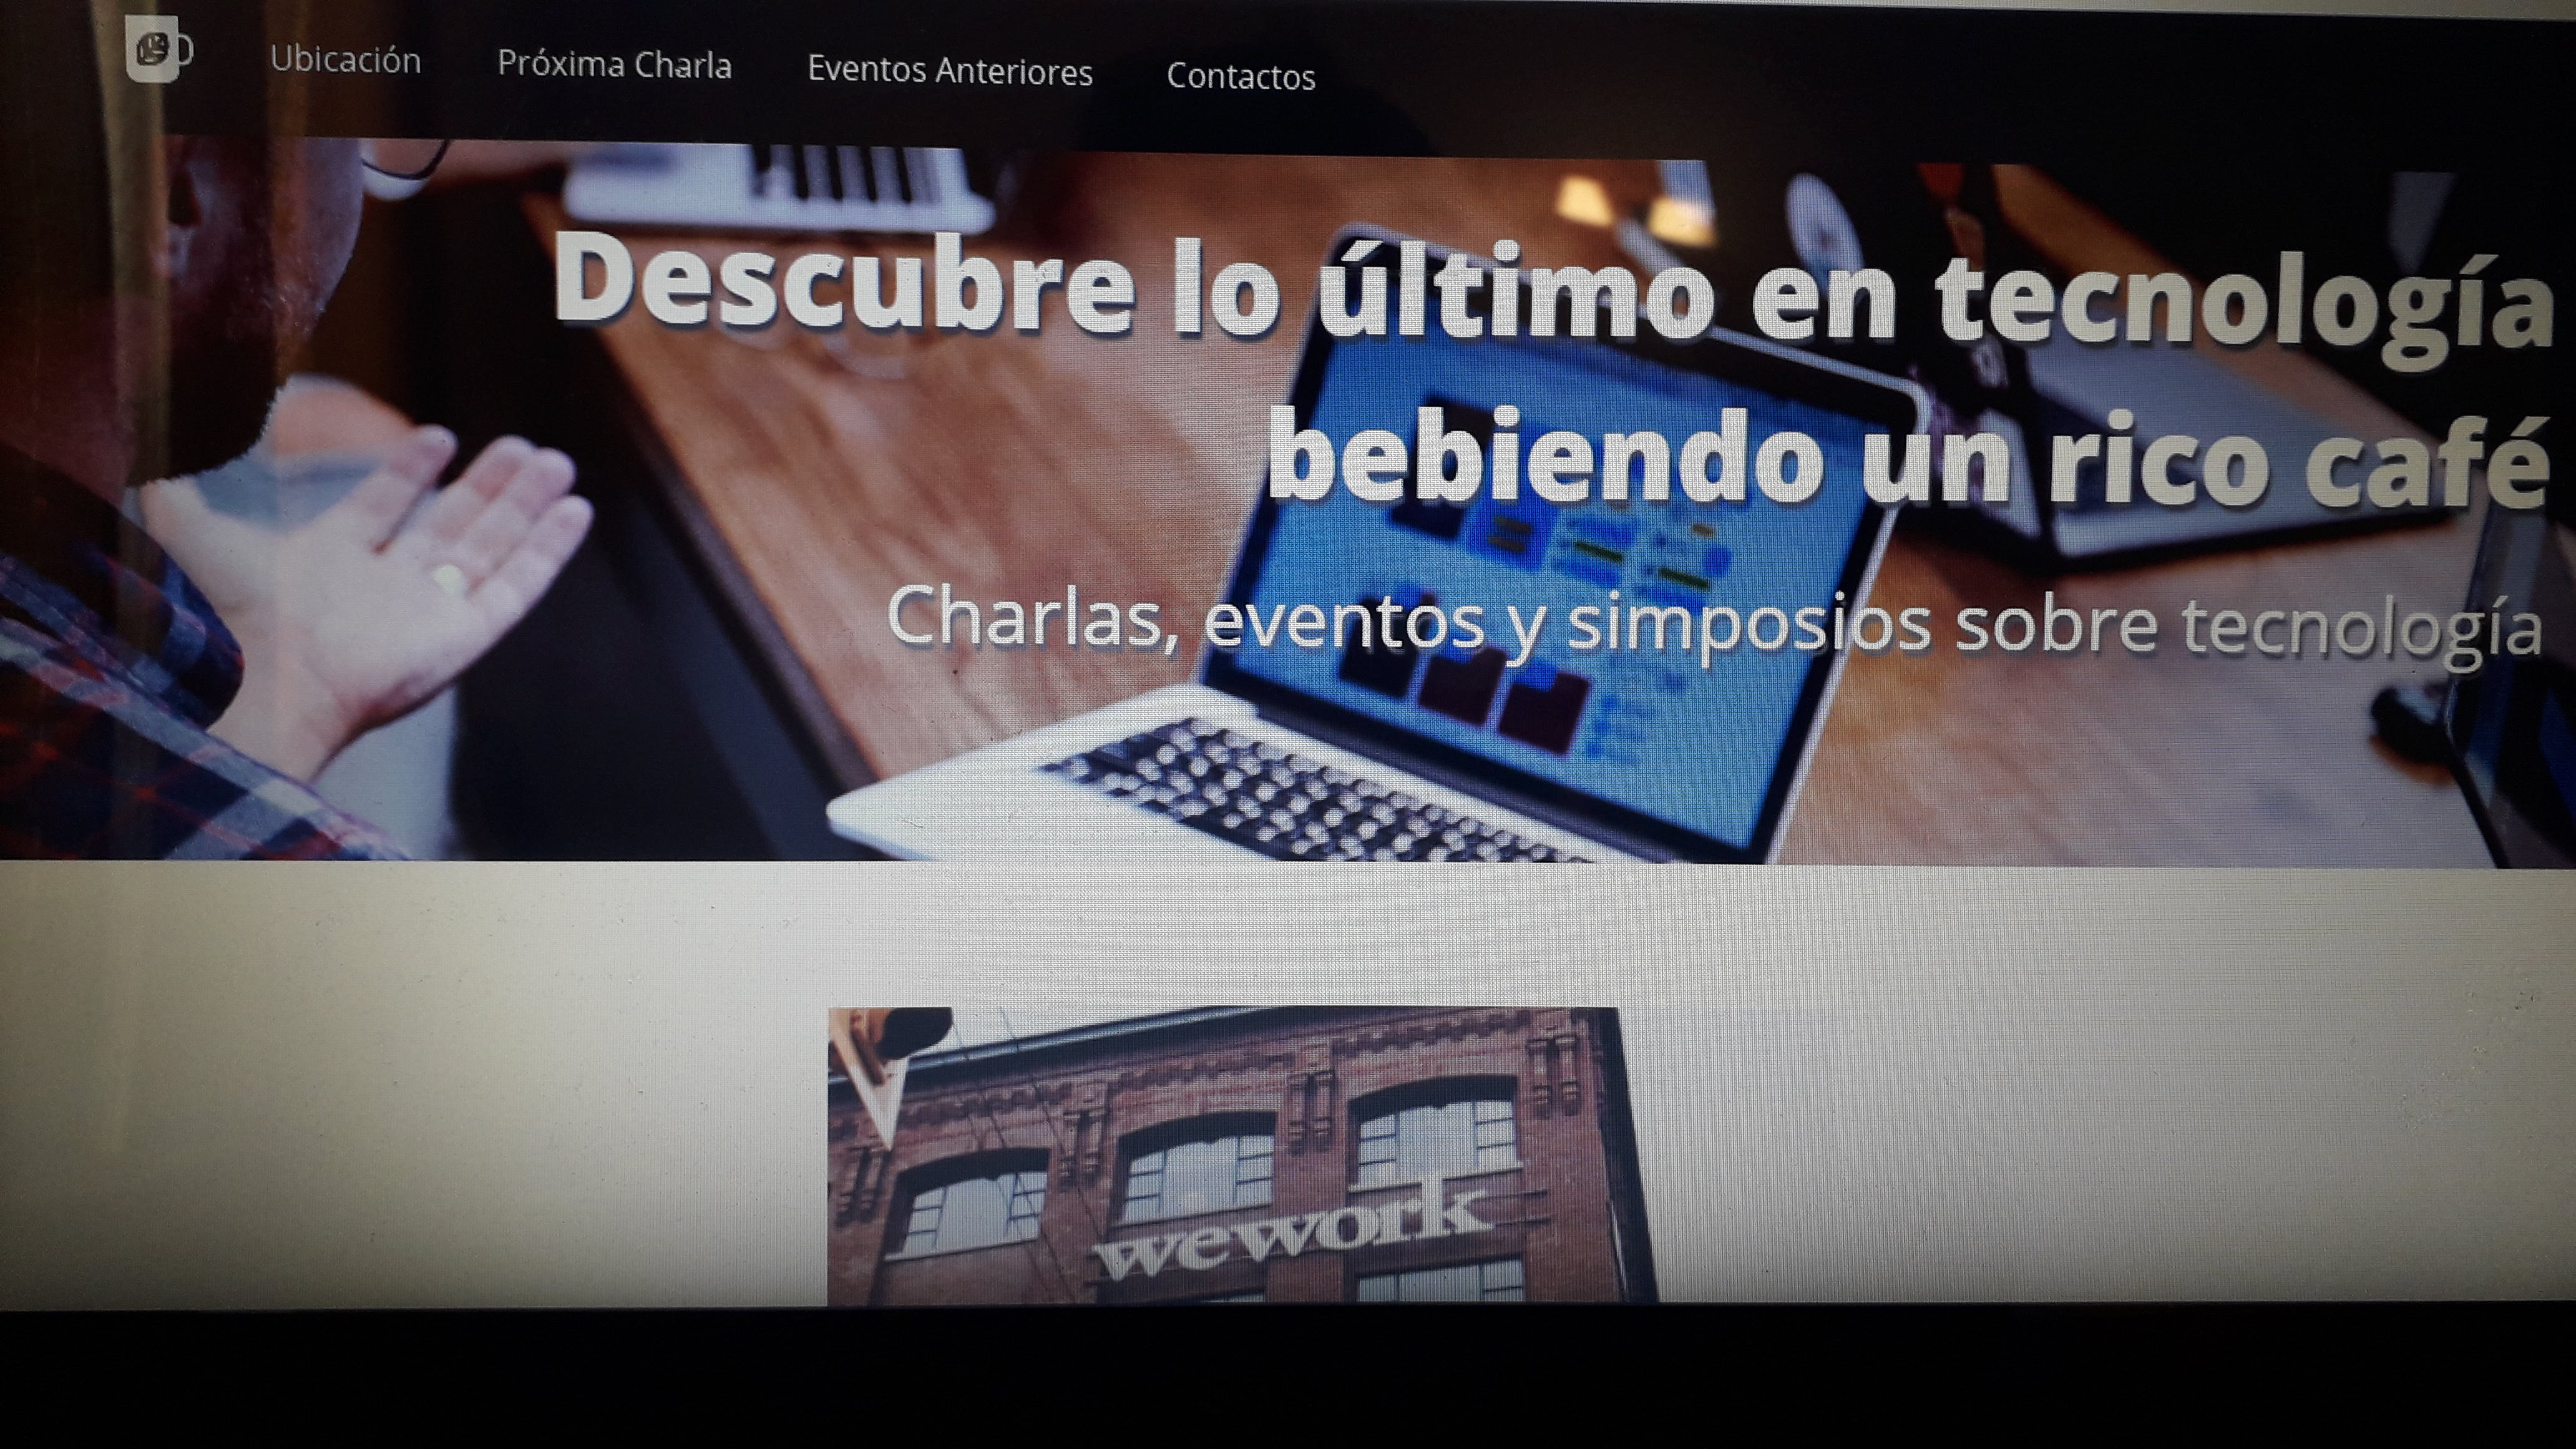 Ubicación
Próxima Charla
Eventos Anteriores
Contactos
Descubre lo último en tecnología
bebiendo un rico café
Charlas, eventos y simposios sobre tecnología
wework